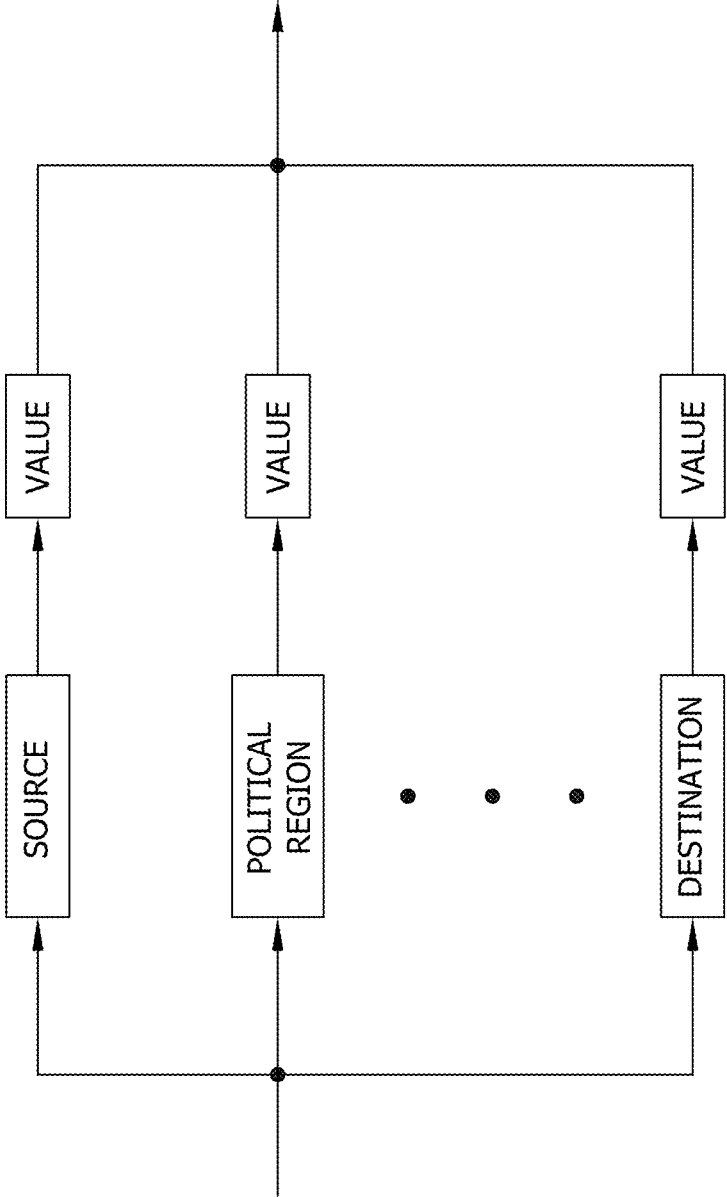 SOURCE
VALUE
POLITICAL
REGION
VALUE
DESTINATION
VALUE